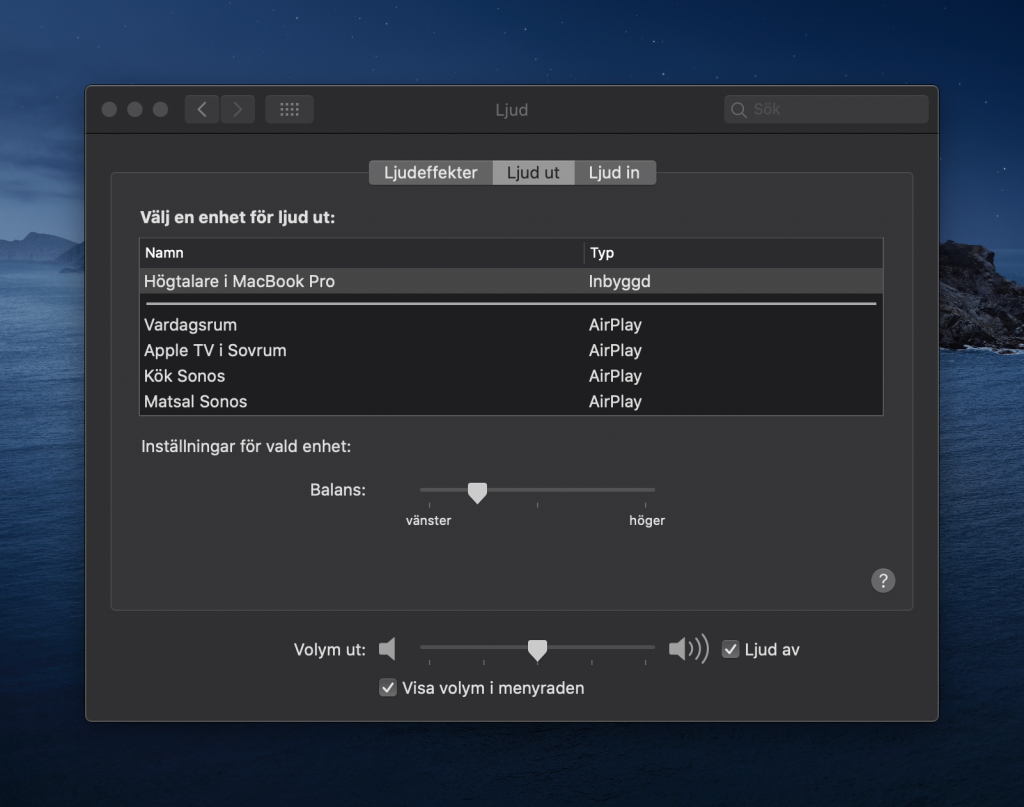 Ljud
Sök
Ljudeffekter Ljud ut Ljud in
Välj en enhet för ljud ut:
Namn Typ
Högtalare i MacBook Pro Inbyggd
Vardagsrum AirPlay
Apple TV i Sovrum AirPlay
Kök Sonos AirPlay
Matsal Sonos AirPlay
Inställningar för vald enhet:
Balans:
vänster höger
?
Volym ut: Ljud av
Visa volym i menyraden